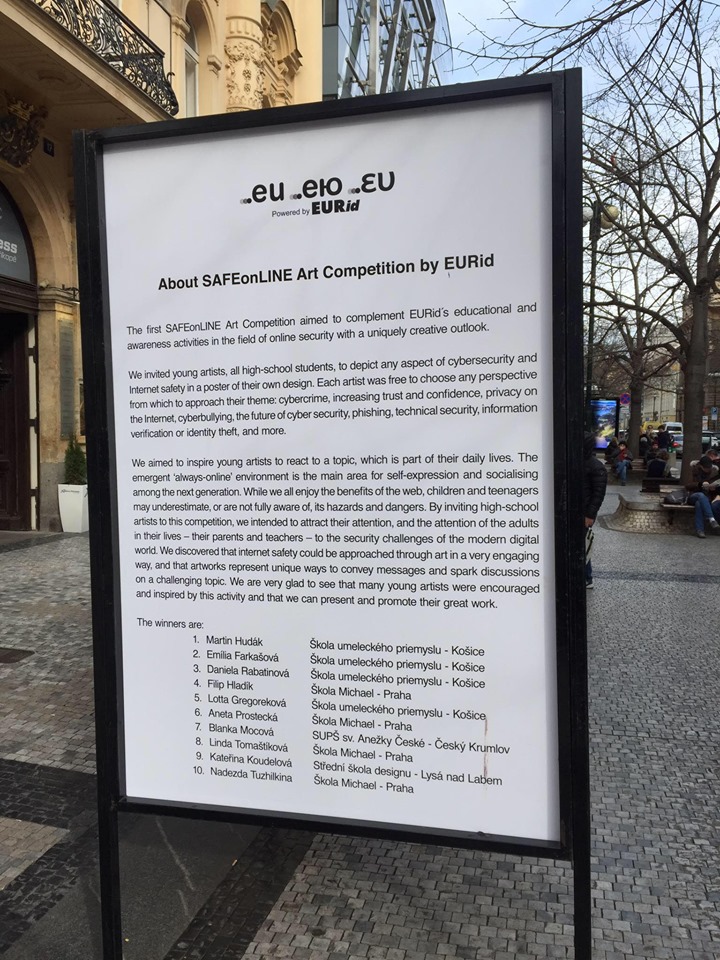 .eu .ею .ευ
Powered by EURid
About SAFEonLINE Art Competition by EURid
The first SAFEonLINE Art Competition aimed to complement EURid´s educational and
awareness activities in the field of online security with a uniquely creative outlook.
We invited young artists, all high-school students, to depict any aspect of cybersecurity and
Internet safety in a poster of their own design. Each artist was free to choose any perspective
from which to approach their theme: cybercrime, increasing trust and confidence, privacy on
the Internet, cyberbullying, the future of cyber security, phishing, technical security, information
verification or identity theft, and more.
We aimed to inspire young artists to react to a topic, which is part of their daily lives. The
emergent ‘always-online’ environment is the main area for self-expression and socialising
among the next generation. While we all enjoy the benefits of the web, children and teenagers
may underestimate, or are not fully aware of, its hazards and dangers. By inviting high-school
artists to this competition, we intended to attract their attention, and the attention of the adults
in their lives – their parents and teachers – to the security challenges of the modern digital
world. We discovered that internet safety could be approached through art in a very engaging
way, and that artworks represent unique ways to convey messages and spark discussions
on a challenging topic. We are very glad to see that many young artists were encouraged
and inspired by this activity and that we can present and promote their great work.
The winners are:
1. Martin Hudák Škola umeleckého priemyslu - Košice
2. Emilia Farkašová Škola umeleckého priemyslu - Košice
3. Daniela Rabatinová Škola umeleckého priemyslu - Košice
4. Filip Hladík Škola Michael - Praha
5. Lotta Gregoreková Škola umeleckého priemyslu - Košice
6. Aneta Prostecká Škola Michael - Praha
7. Blanka Mocová SUPŠ sv. Anežky České - Český Krumlov
8. Linda Tomaštíková Škola Michael - Praha
9. Kateřina Koudelová Střední škola designu - Lysá nad Labem
10. Nadezda Tuzhilkina Škola Michael - Praha